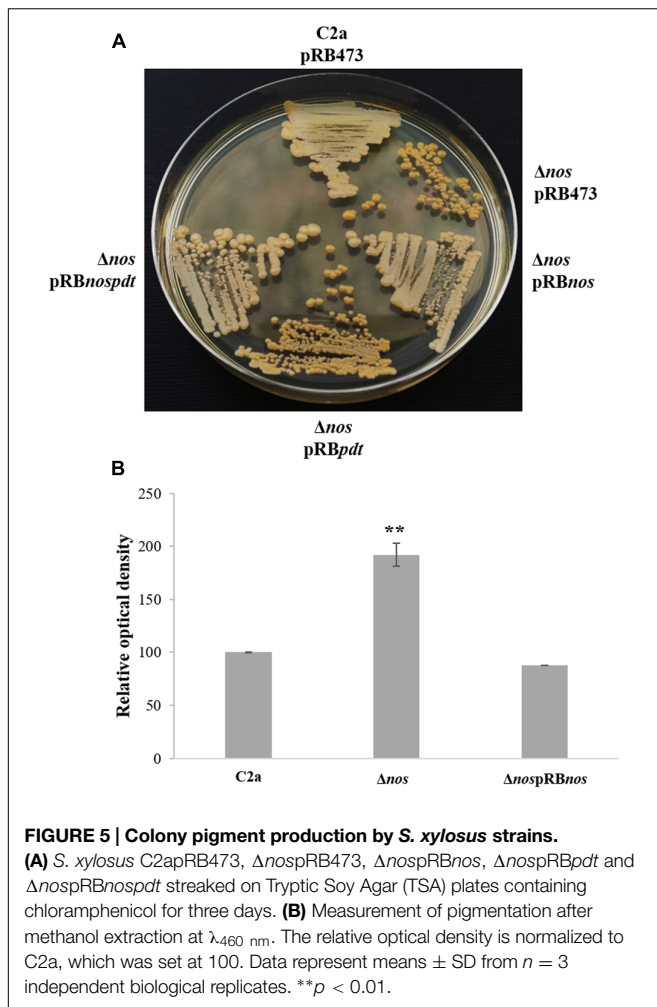 A
C2a
pRB473
Δnos
pRB473
Δnos
pRBnospdt
Δnos
pRBnos
Δnos
pRBpdt
B
250
200
150
100
50
0
Relative optical density
**
C2a
Δnos
ΔnospRBnos
FIGURE 5 | Colony pigment production by S. xylosus strains.
(A) S. xylosus C2apRB473, ΔnospRB473, ΔnospRBnos, ΔnospRBpdt and
ΔnospRBnospdt streaked on Tryptic Soy Agar (TSA) plates containing
chloramphenicol for three days. (B) Measurement of pigmentation after
methanol extraction at λ460 nm. The relative optical density is normalized to
C2a, which was set at 100. Data represent means ± SD from n = 3
independent biological replicates. **p < 0.01.